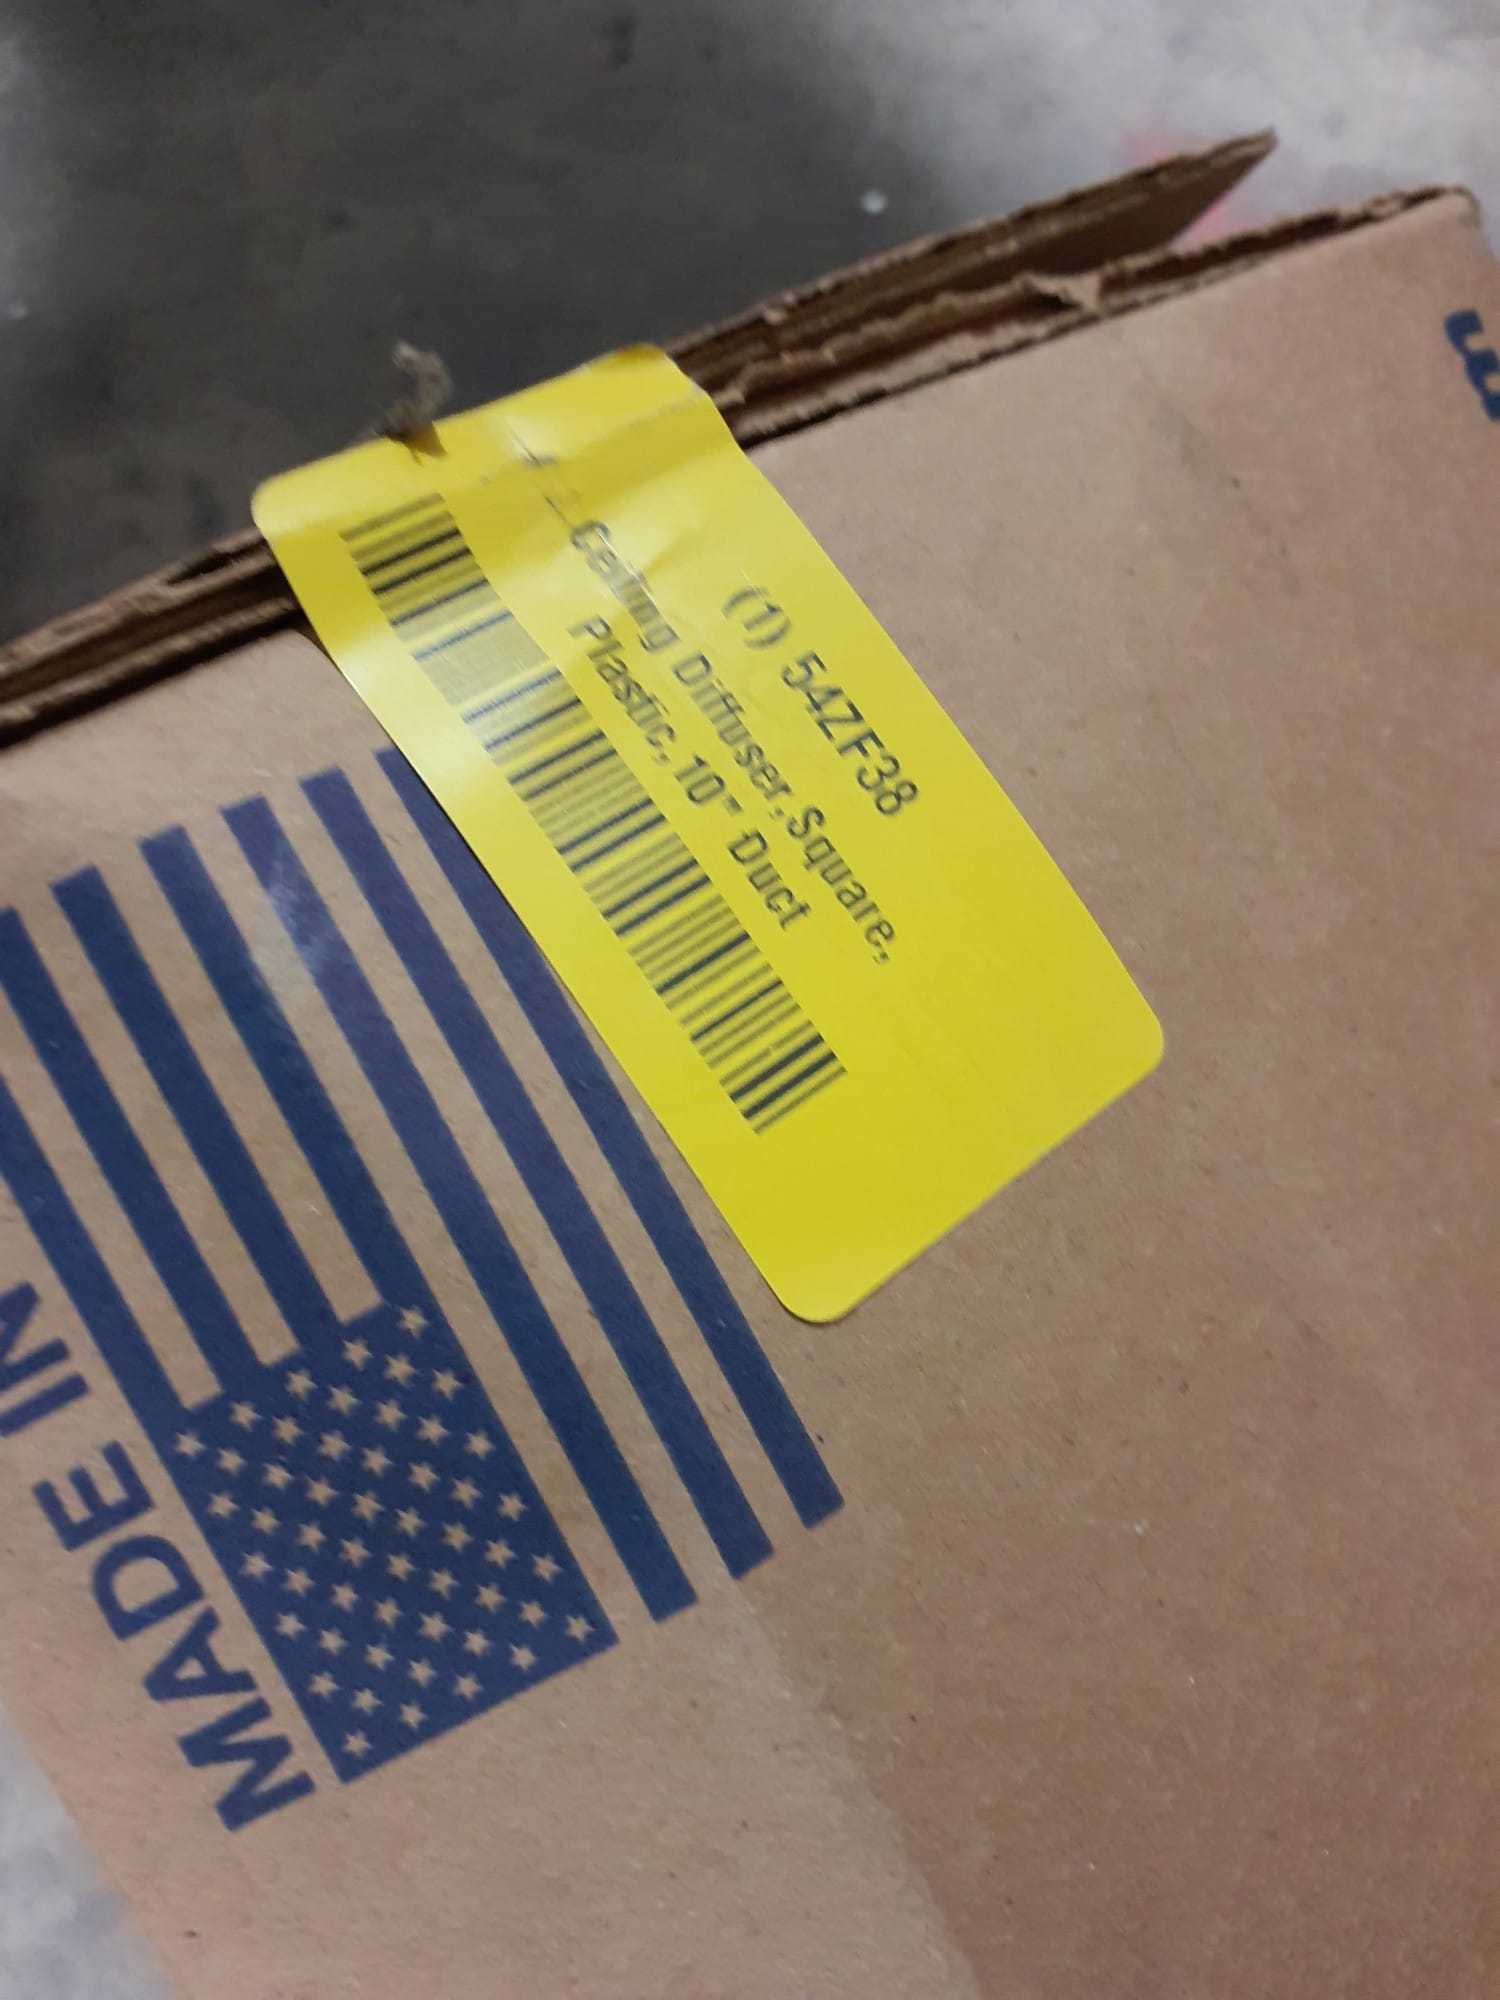 (1) 54ZF38
Ceiling Diffuser, Square,
Plastic, 10" Duct
MADE IN